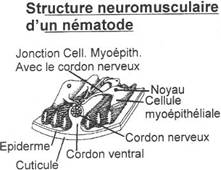 Structure neuromusculaire
d'un nématode
Jonction Cell. Myoépith.
Avec le cordon nerveux
Noyau
Cellule
myoépithéliale
Cordon nerveux
Epiderme
Cordon ventral
Cuticule